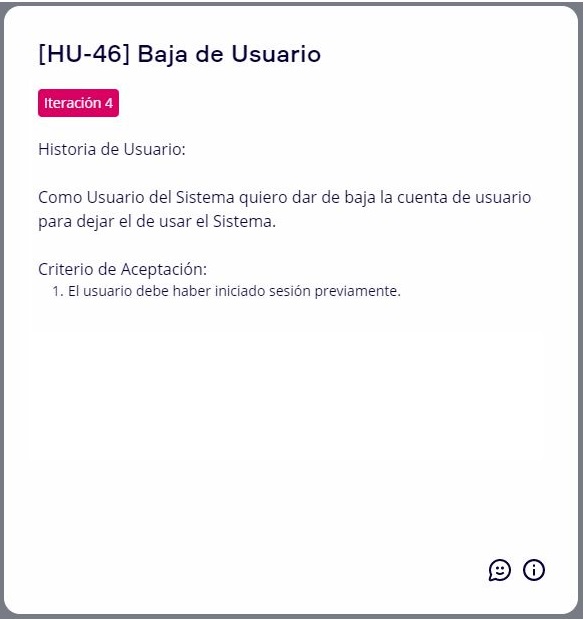 [HU-46] Baja de Usuario
Iteración 4
Historia de Usuario:
Como Usuario del Sistema quiero dar de baja la cuenta de usuario
para dejar el de usar el Sistema.
Criterio de Aceptación:
1. El usuario debe haber iniciado sesión previamente.